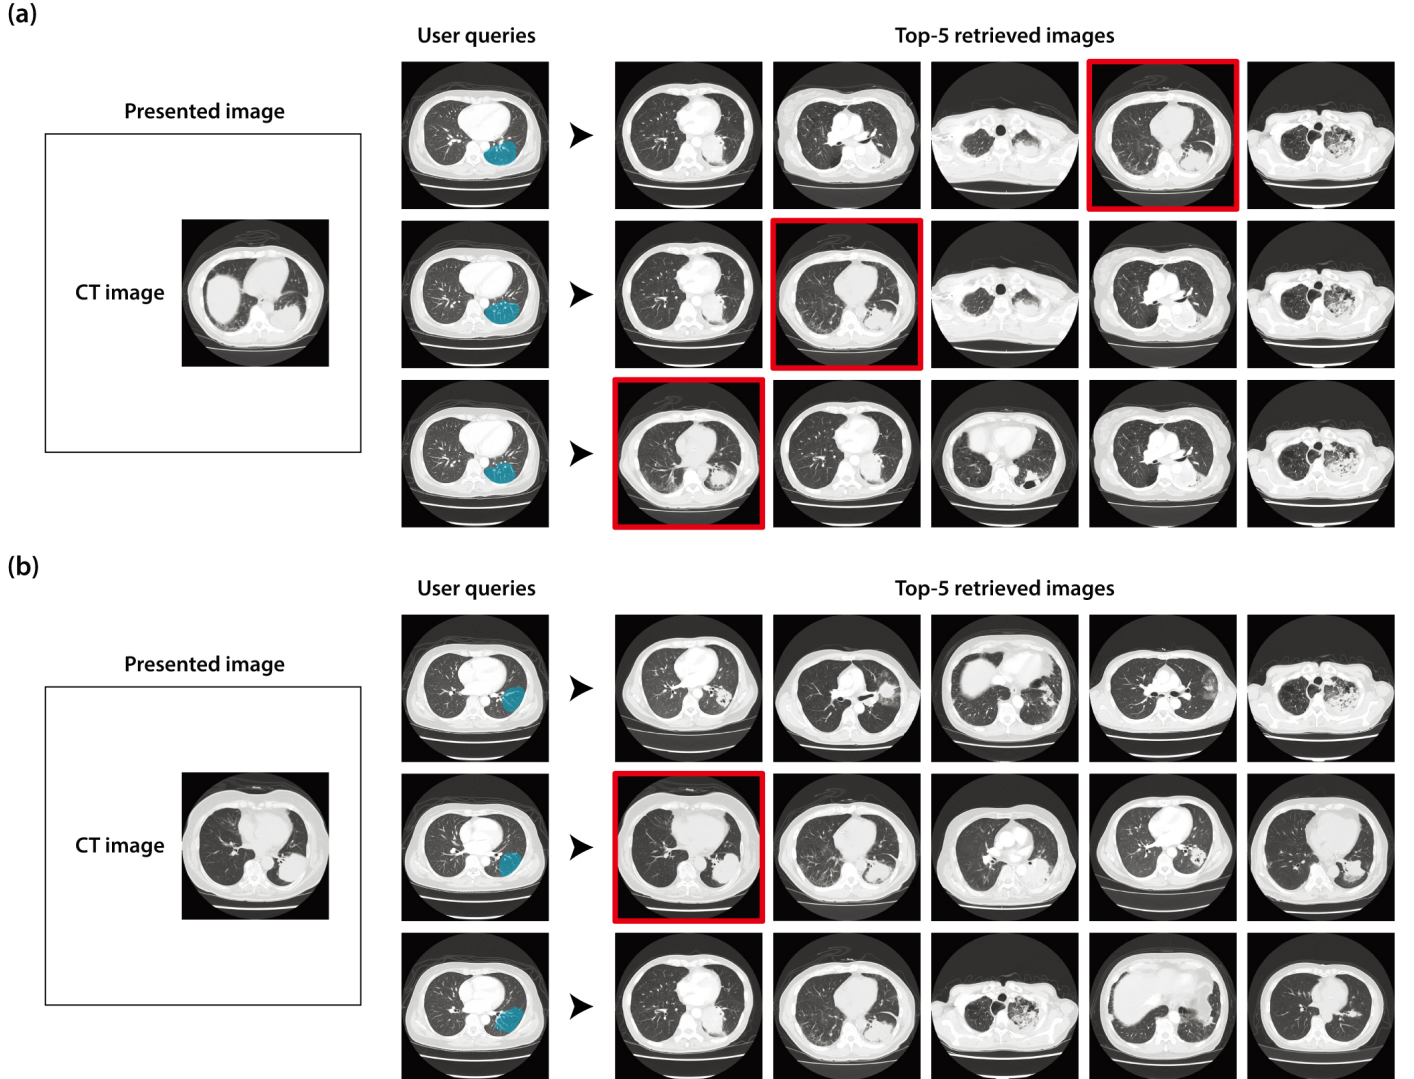 (a)
User queries
Top-5 retrieved images
Presented image
CT image
(b)
User queries
Top-5 retrieved images
Presented image
CT image